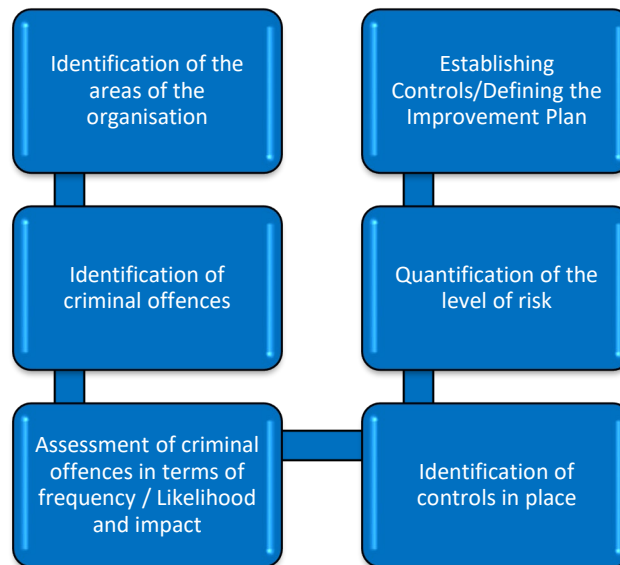 Identification of the
areas of the
organisation
Identification of
criminal offences
Assessment of criminal
offences in terms of
frequency / Likelihood
and impact
Identification of
controls in place
Quantification of the
level of risk
Establishing
Controls/Defining the
Improvement Plan